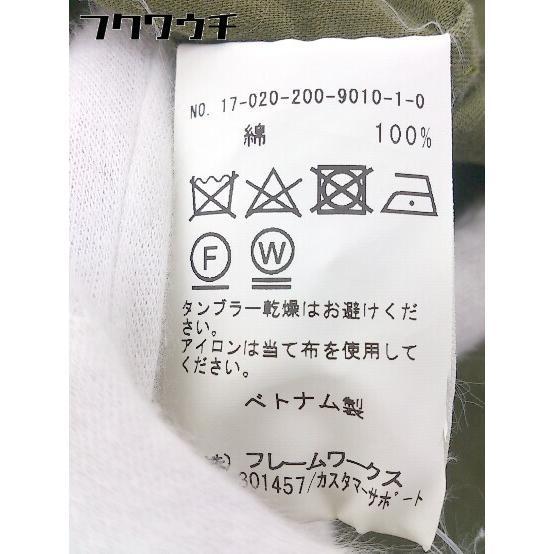 フクワウチ
NO. 17-020-200-9010-1-0
綿 100%
F W
タンブラー乾燥はお避けくだ
さい。
アイロンは当て布を使用して
ください。
ベトナム製
フレームワークス
301457/カスタマーサポート